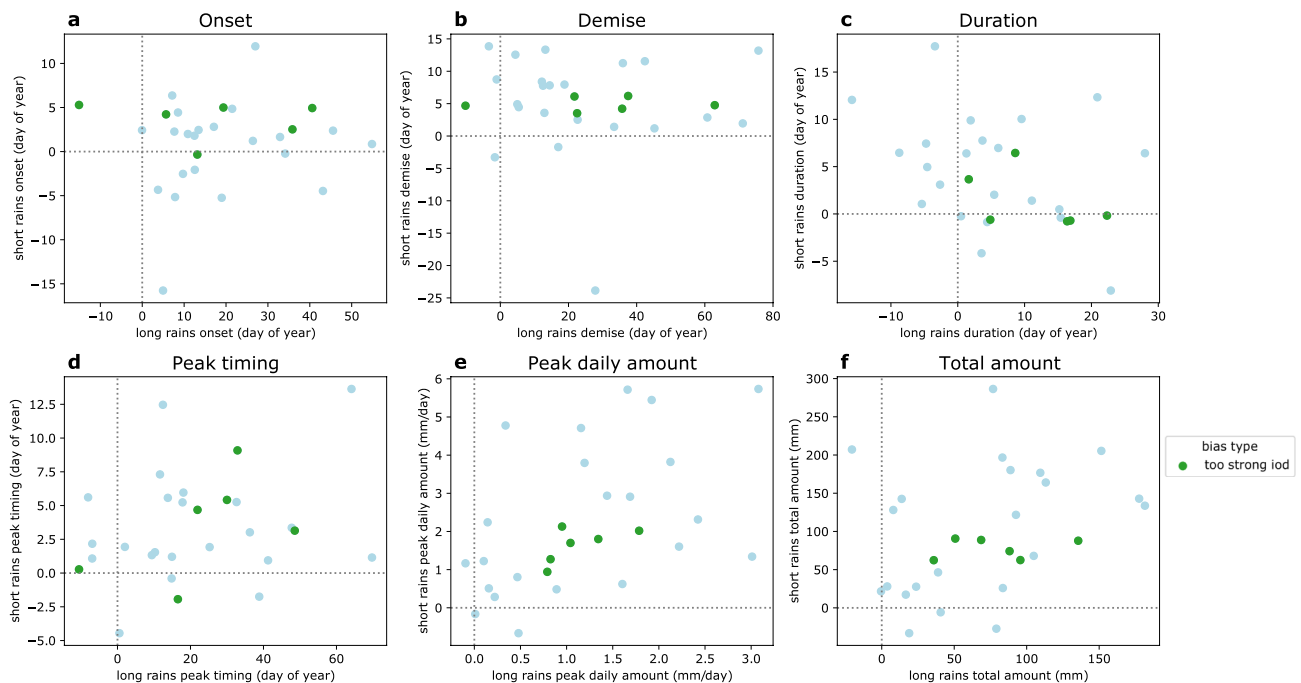 a Onset
short rains onset (day of year)
10
5
0
−5
−10
−15
−10 0 10 20 30 40 50
long rains onset (day of year)
b Demise
short rains demise (day of year)
15
10
5
0
−5
−10
−15
−20
−25
0 20 40 60 80
long rains demise (day of year)
c Duration
short rains duration (day of year)
15
10
5
0
−5
−10 0 10 20 30
long rains duration (day of year)
d Peak timing
short rains peak timing (day of year)
12.5
10.0
7.5
5.0
2.5
0.0
−2.5
−5.0
0 20 40 60
long rains peak timing (day of year)
e Peak daily amount
short rains peak daily amount (mm/day)
6
5
4
3
2
1
0
−1
0.0 0.5 1.0 1.5 2.0 2.5 3.0
long rains peak daily amount (mm/day)
f Total amount
short rains total amount (mm)
300
250
200
150
100
50
0
−50
0 50 100 150
long rains total amount (mm)
bias type
too strong iod